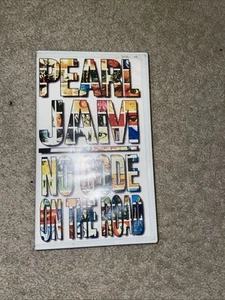 PEARL
JAM
NO CODE
ON THE ROAD